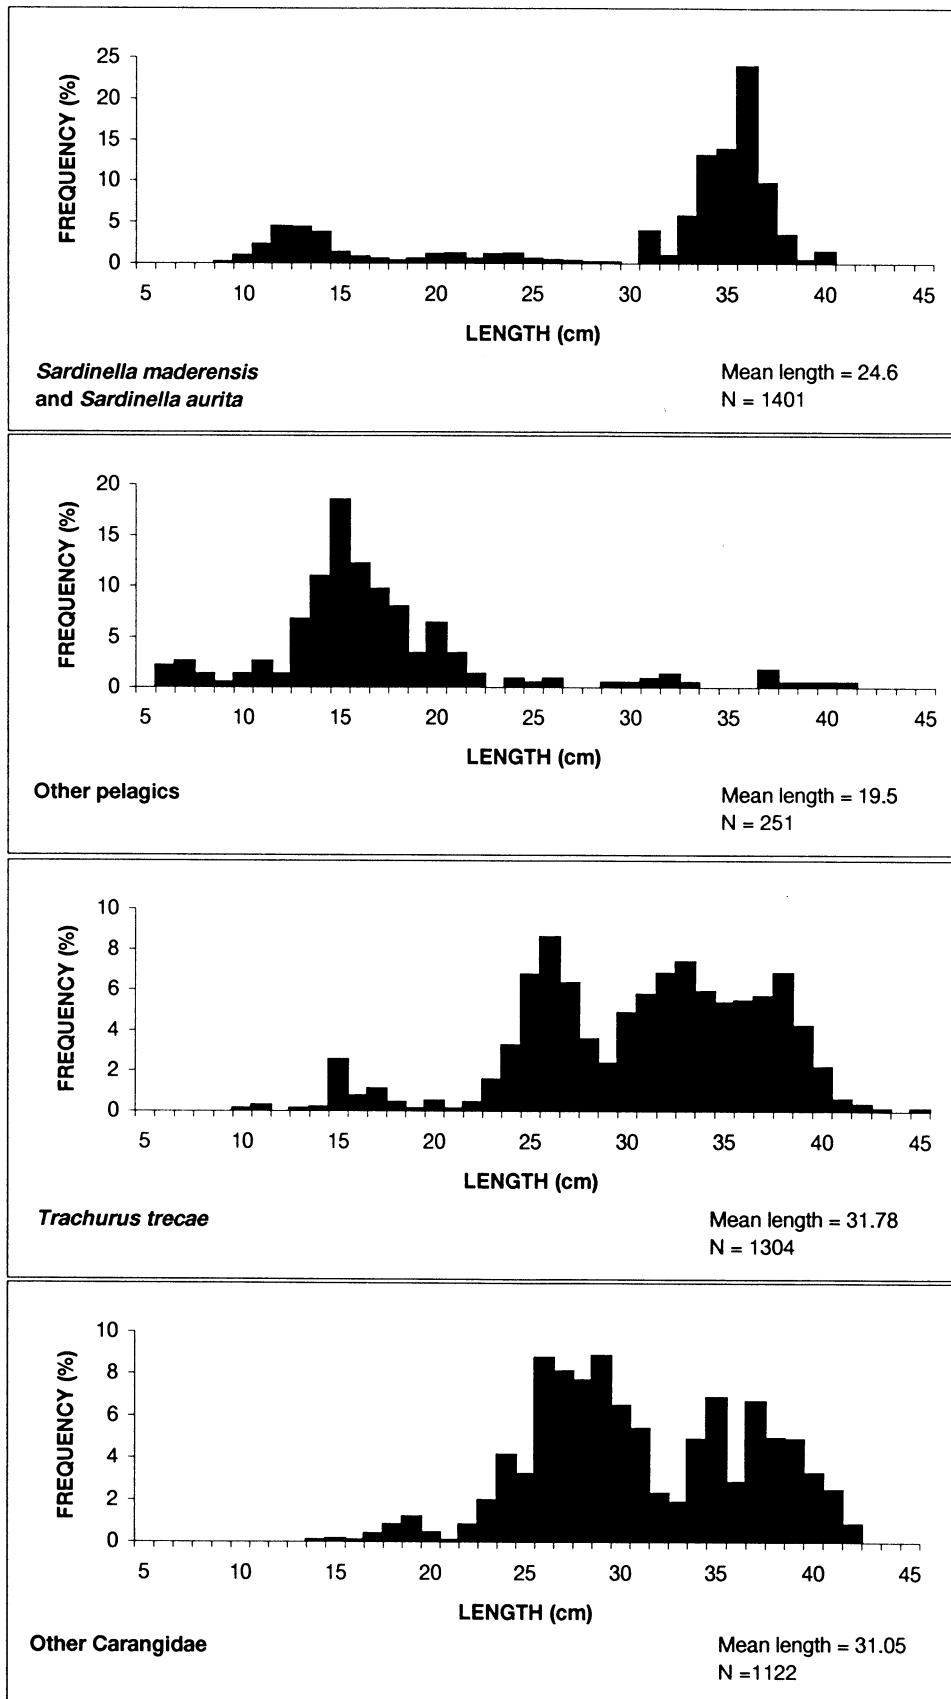 25
20
15
10
5
0
FREQUENCY (%)
5 10 15 20 25 30 35 40 45
LENGTH (cm)
Sardinella maderensis
and Sardinella aurita
Mean length = 24.6
N = 1401
20
15
10
5
0
FREQUENCY (%)
5 10 15 20 25 30 35 40 45
LENGTH (cm)
Other pelagics
Mean length = 19.5
N = 251
10
8
6
4
2
0
FREQUENCY (%)
5 10 15 20 25 30 35 40 45
LENGTH (cm)
Trachurus trecae
Mean length = 31.78
N = 1304
10
8
6
4
2
0
FREQUENCY (%)
5 10 15 20 25 30 35 40 45
LENGTH (cm)
Other Carangidae
Mean length = 31.05
N =1122